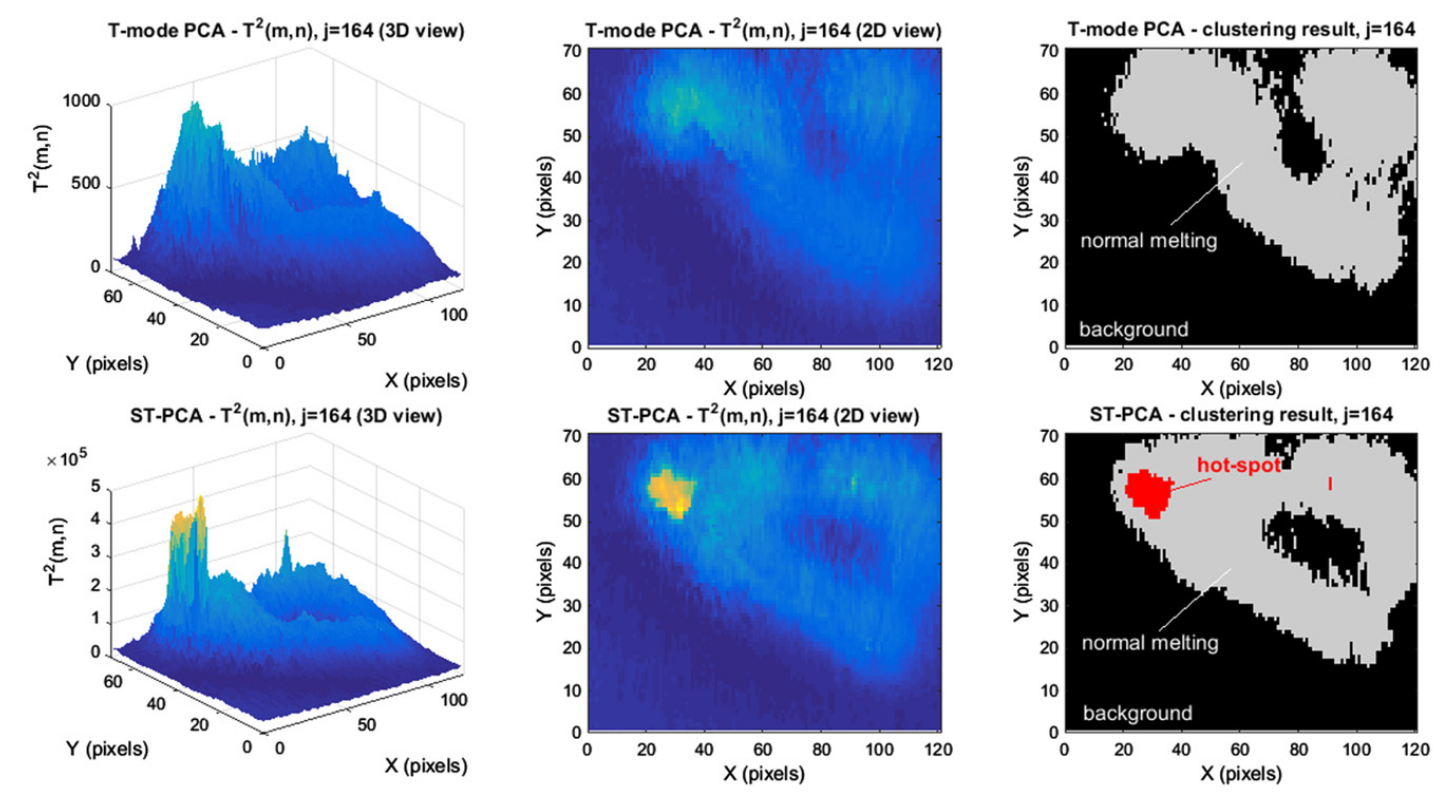 T-mode PCA - T²(m,n), j=164 (3D view)
1000
500
0
T²(m,n)
60
40
20
0
Y (pixels)
0
50
100
X (pixels)
T-mode PCA - T²(m,n), j=164 (2D view)
70
60
50
40
30
20
10
0
Y (pixels)
0 20 40 60 80 100 120
X (pixels)
T-mode PCA - clustering result, j=164
70
60
50
40
30
20
10
0
Y (pixels)
normal melting
background
0 20 40 60 80 100 120
X (pixels)
ST-PCA - T²(m,n), j=164 (3D view)
×10⁵
5
4
3
2
1
0
T²(m,n)
60
40
20
0
Y (pixels)
0
50
100
X (pixels)
ST-PCA - T²(m,n), j=164 (2D view)
70
60
50
40
30
20
10
0
Y (pixels)
0 20 40 60 80 100 120
X (pixels)
ST-PCA - clustering result, j=164
70
60
50
40
30
20
10
0
Y (pixels)
hot-spot
normal melting
background
0 20 40 60 80 100 120
X (pixels)